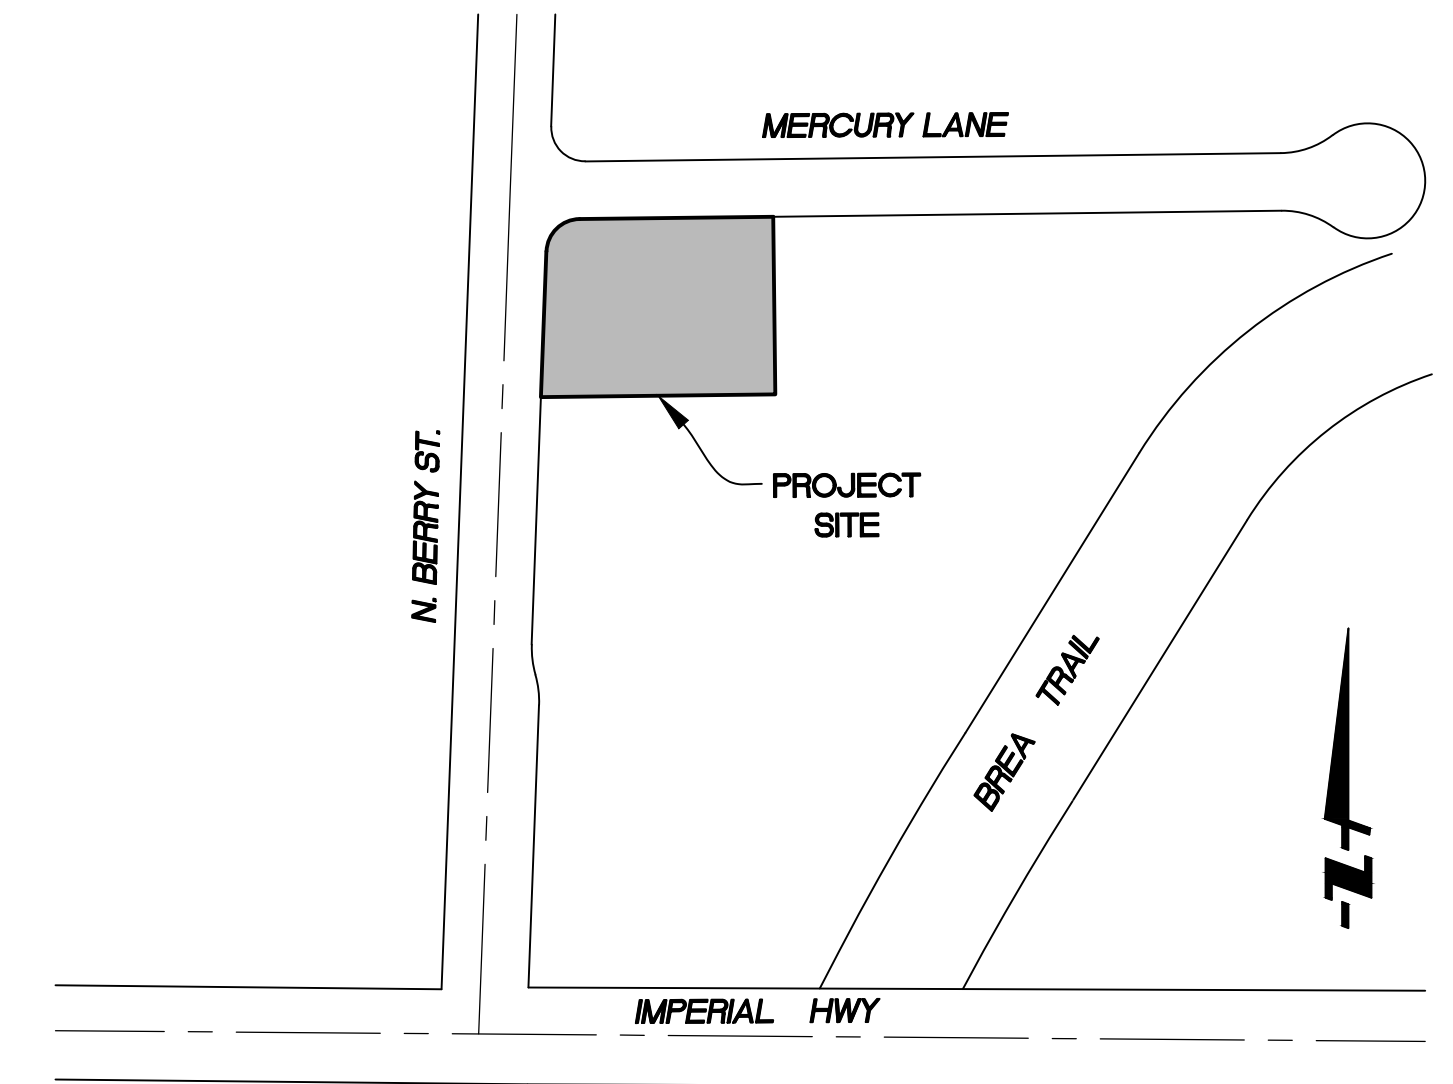 MERCURY LANE
N. BERRY ST.
PROJECT
SITE
BREA TRAIL
IMPERIAL HWY